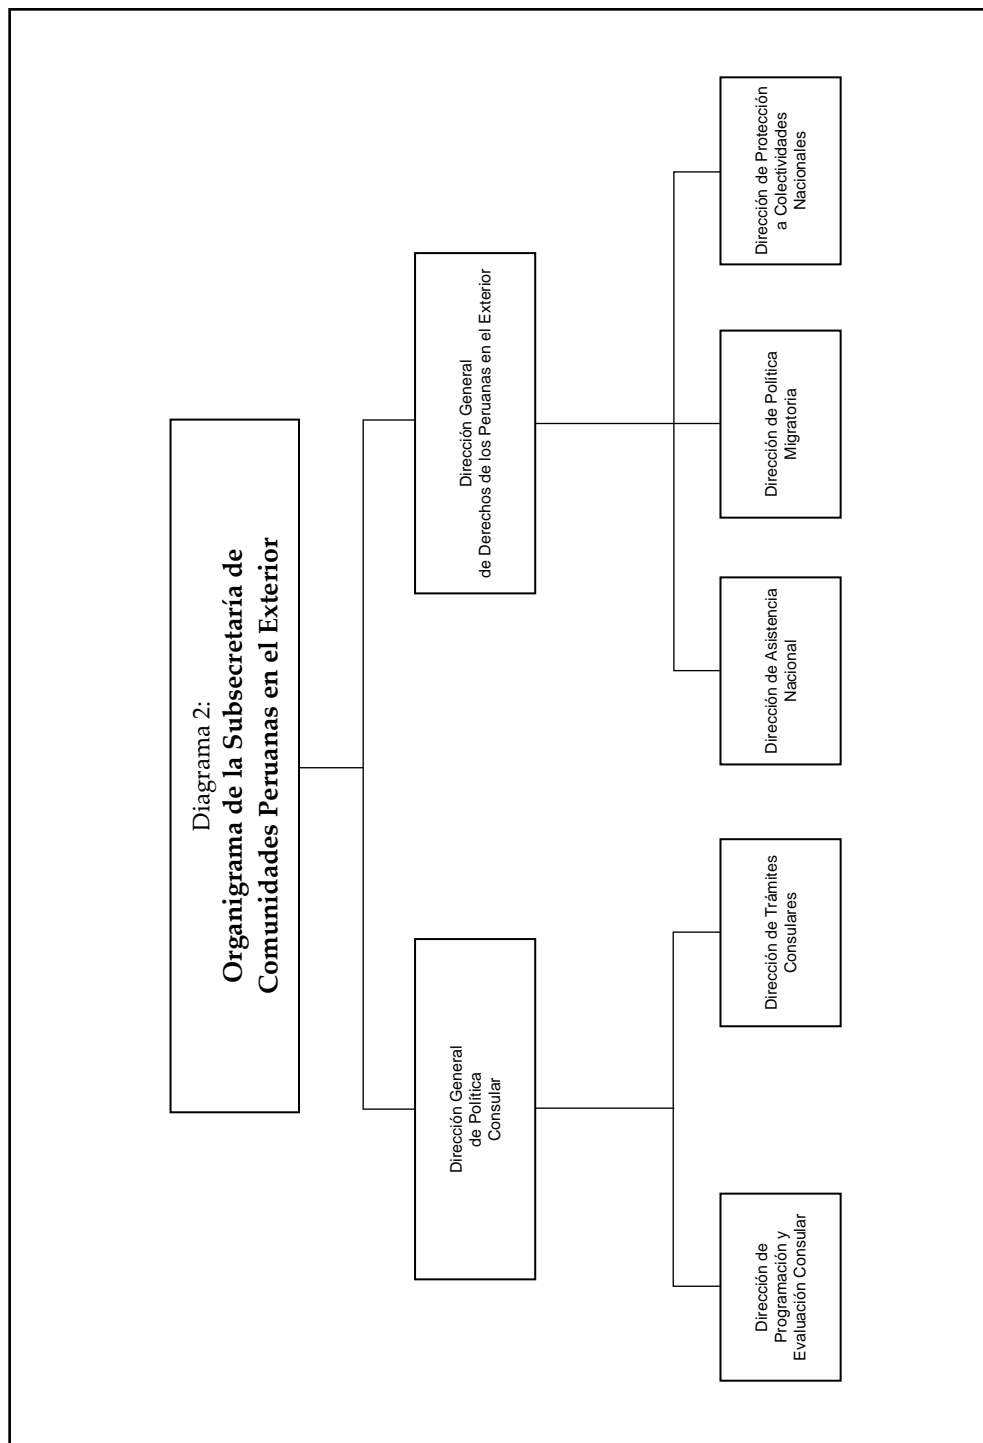 Diagrama 2:
Organigrama de la Subsecretaría de
Comunidades Peruanas en el Exterior
Dirección General
de Política
Consular
Dirección General
de Derechos de los Peruanas en el Exterior
Dirección de
Programación y
Evaluación Consular
Dirección de Trámites
Consulares
Dirección de Asistencia
Nacional
Dirección de Política
Migratoria
Dirección de Protección
a Colectividades
Nacionales